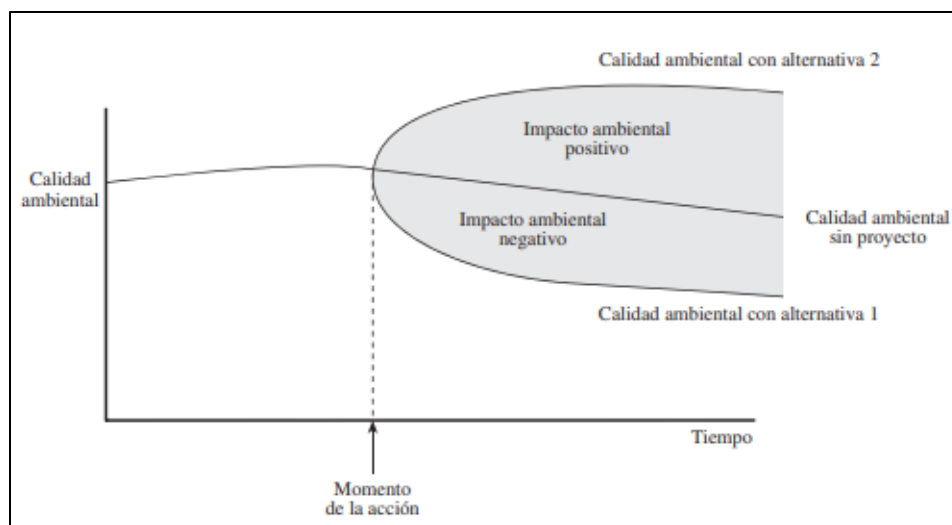 Calidad ambiental con alternativa 2
Impacto ambiental
positivo
Calidad
ambiental
Impacto ambiental
negativo
Calidad ambiental
sin proyecto
Calidad ambiental con alternativa 1
Tiempo
Momento
de la acción